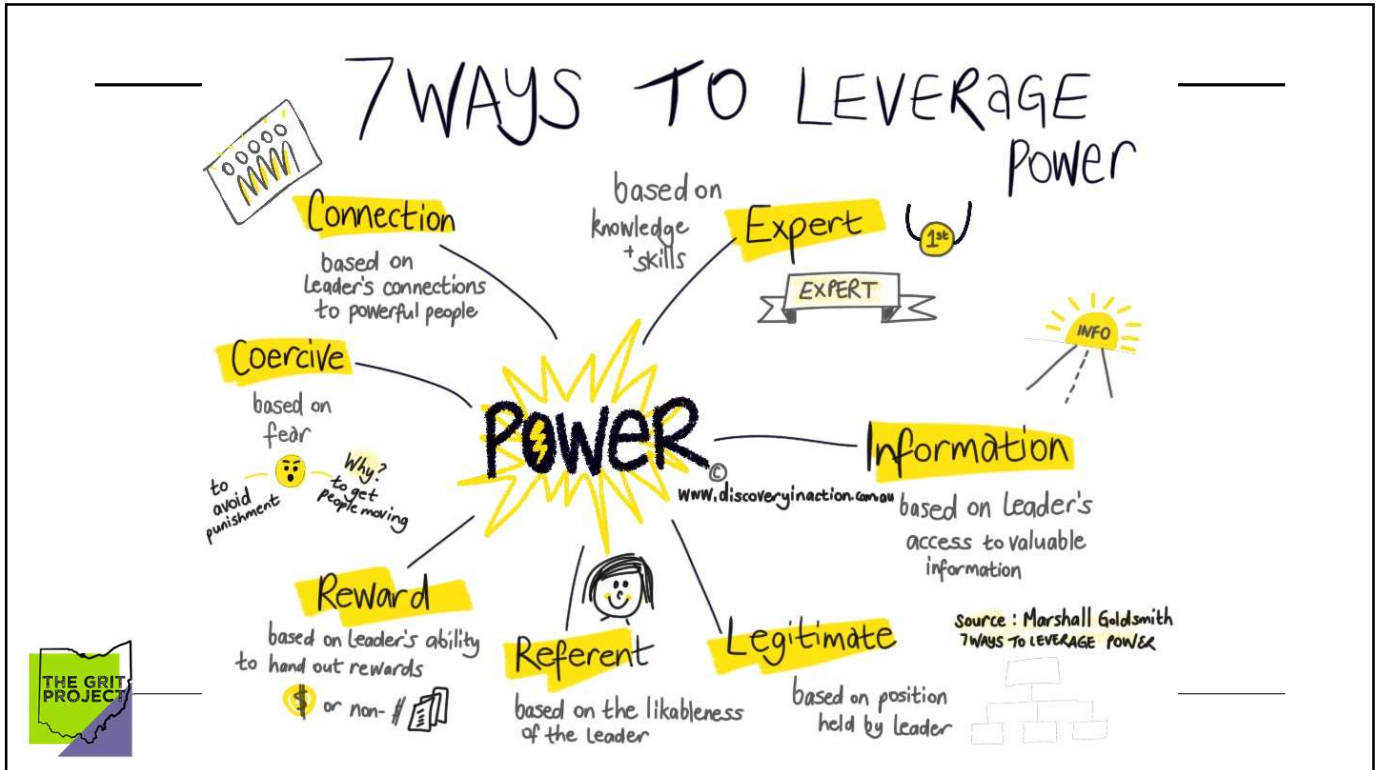 7 WAYS TO LEVERAGE
POWER
Connection
based on
Leader's connections
to powerful people
based on
knowledge
+ skills
Expert
1st
EXPERT
INFO
Coercive
based on
fear
to
avoid
punishment
Why?
to get
people moving
POWER
©
www.discoveryinaction.com.au
Information
based on Leader's
access to valuable
information
Reward
based on Leader's ability
to hand out rewards
$ or non-$
Referent
based on the likableness
of the Leader
Legitimate
based on position
held by Leader
Source: Marshall Goldsmith
7 WAYS TO LEVERAGE POWER
THE GRIT
PROJECT